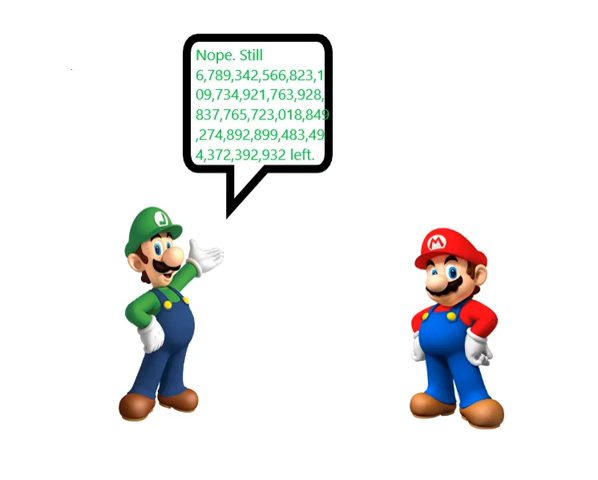 Nope. Still
6,789,342,566,823,1
09,734,921,763,928,
837,765,723,018,849
,274,892,899,483,49
4,372,392,932 left.
L
M